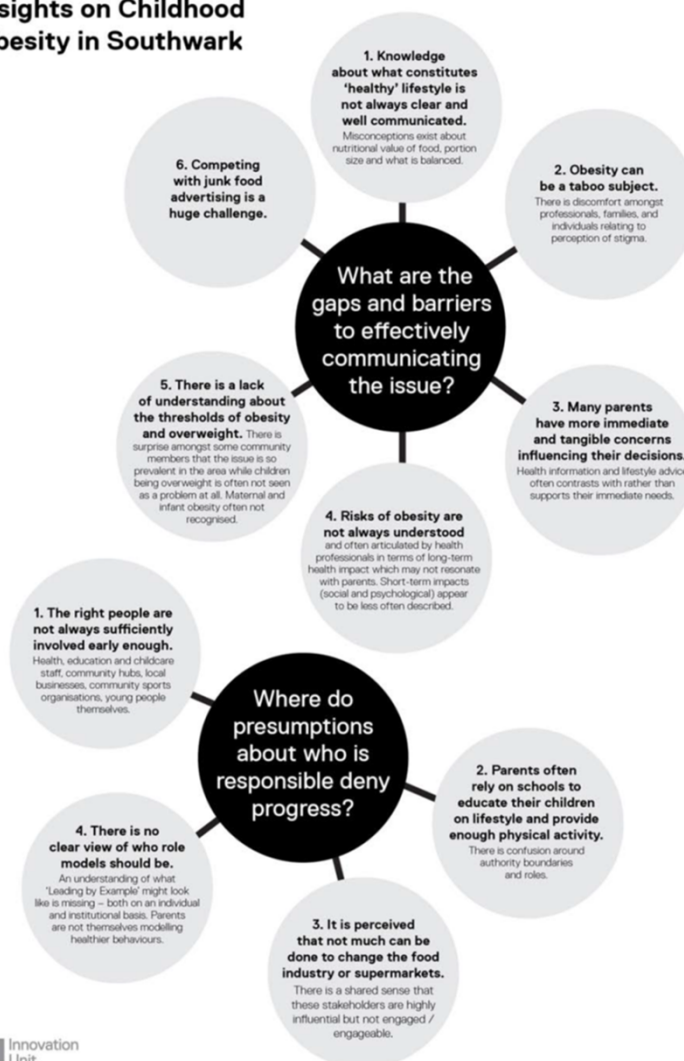 sights on Childhood
besity in Southwark
1. Knowledge
about what constitutes
‘healthy’ lifestyle is
not always clear and
well communicated.
Misconceptions exist about
nutritional value of food, portion
size and what is balanced.
2. Obesity can
be a taboo subject.
There is discomfort amongst
professionals, families, and
individuals relating to
perception of stigma.
3. Many parents
have more immediate
and tangible concerns
influencing their decisions.
Health information and lifestyle advice
often contrasts with rather than
supports their immediate needs.
4. Risks of obesity are
not always understood
and often articulated by health
professionals in terms of long-term
health impact which may not resonate
with parents. Short-term impacts
(social and psychological) appear
to be less often described.
5. There is a lack
of understanding about
the thresholds of obesity
and overweight. There is
surprise amongst some community
members that the issue is so
prevalent in the area while children
being overweight is often not seen
as a problem at all. Maternal and
infant obesity often not
recognised.
6. Competing
with junk food
advertising is a
huge challenge.
What are the
gaps and barriers
to effectively
communicating
the issue?
1. The right people are
not always sufficiently
involved early enough.
Health, education and childcare
staff, community hubs, local
businesses, community sports
organisations, young people
themselves.
Where do
presumptions
about who is
responsible deny
progress?
2. Parents often
rely on schools to
educate their children
on lifestyle and provide
enough physical activity.
There is confusion around
authority boundaries
and roles.
3. It is perceived
that not much can be
done to change the food
industry or supermarkets.
There is a shared sense that
these stakeholders are highly
influential but not engaged /
engageable.
4. There is no
clear view of who role
models should be.
An understanding of what
‘Leading by Example’ might look
like is missing – both on an individual
and institutional basis. Parents
are not themselves modelling
healthier behaviours.
Innovation
Unit